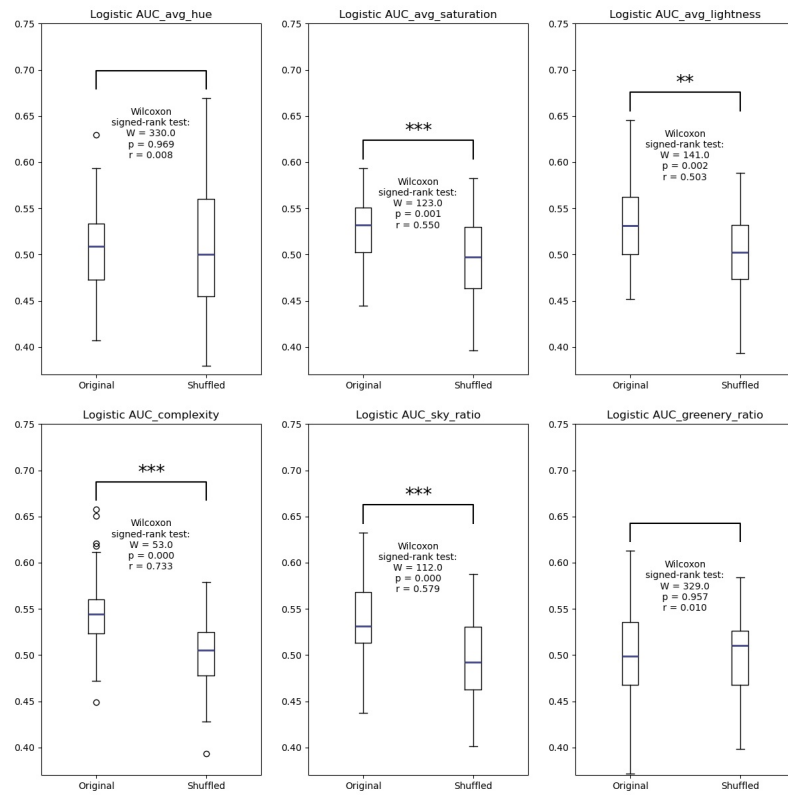 Logistic AUC_avg_hue
0.75
0.70
0.65
0.60
0.55
0.50
0.45
0.40
Wilcoxon
signed-rank test:
W = 330.0
p = 0.969
r = 0.008
Original
Shuffled
Logistic AUC_avg_saturation
0.75
0.70
0.65
0.60
0.55
0.50
0.45
0.40
***
Wilcoxon
signed-rank test:
W = 123.0
p = 0.001
r = 0.550
Original
Shuffled
Logistic AUC_avg_lightness
0.75
0.70
0.65
0.60
0.55
0.50
0.45
0.40
**
Wilcoxon
signed-rank test:
W = 141.0
p = 0.002
r = 0.503
Original
Shuffled
Logistic AUC_complexity
0.75
0.70
0.65
0.60
0.55
0.50
0.45
0.40
***
Wilcoxon
signed-rank test:
W = 53.0
p = 0.000
r = 0.733
Original
Shuffled
Logistic AUC_sky_ratio
0.75
0.70
0.65
0.60
0.55
0.50
0.45
0.40
***
Wilcoxon
signed-rank test:
W = 112.0
p = 0.000
r = 0.579
Original
Shuffled
Logistic AUC_greenery_ratio
0.75
0.70
0.65
0.60
0.55
0.50
0.45
0.40
Wilcoxon
signed-rank test:
W = 329.0
p = 0.957
r = 0.010
Original
Shuffled